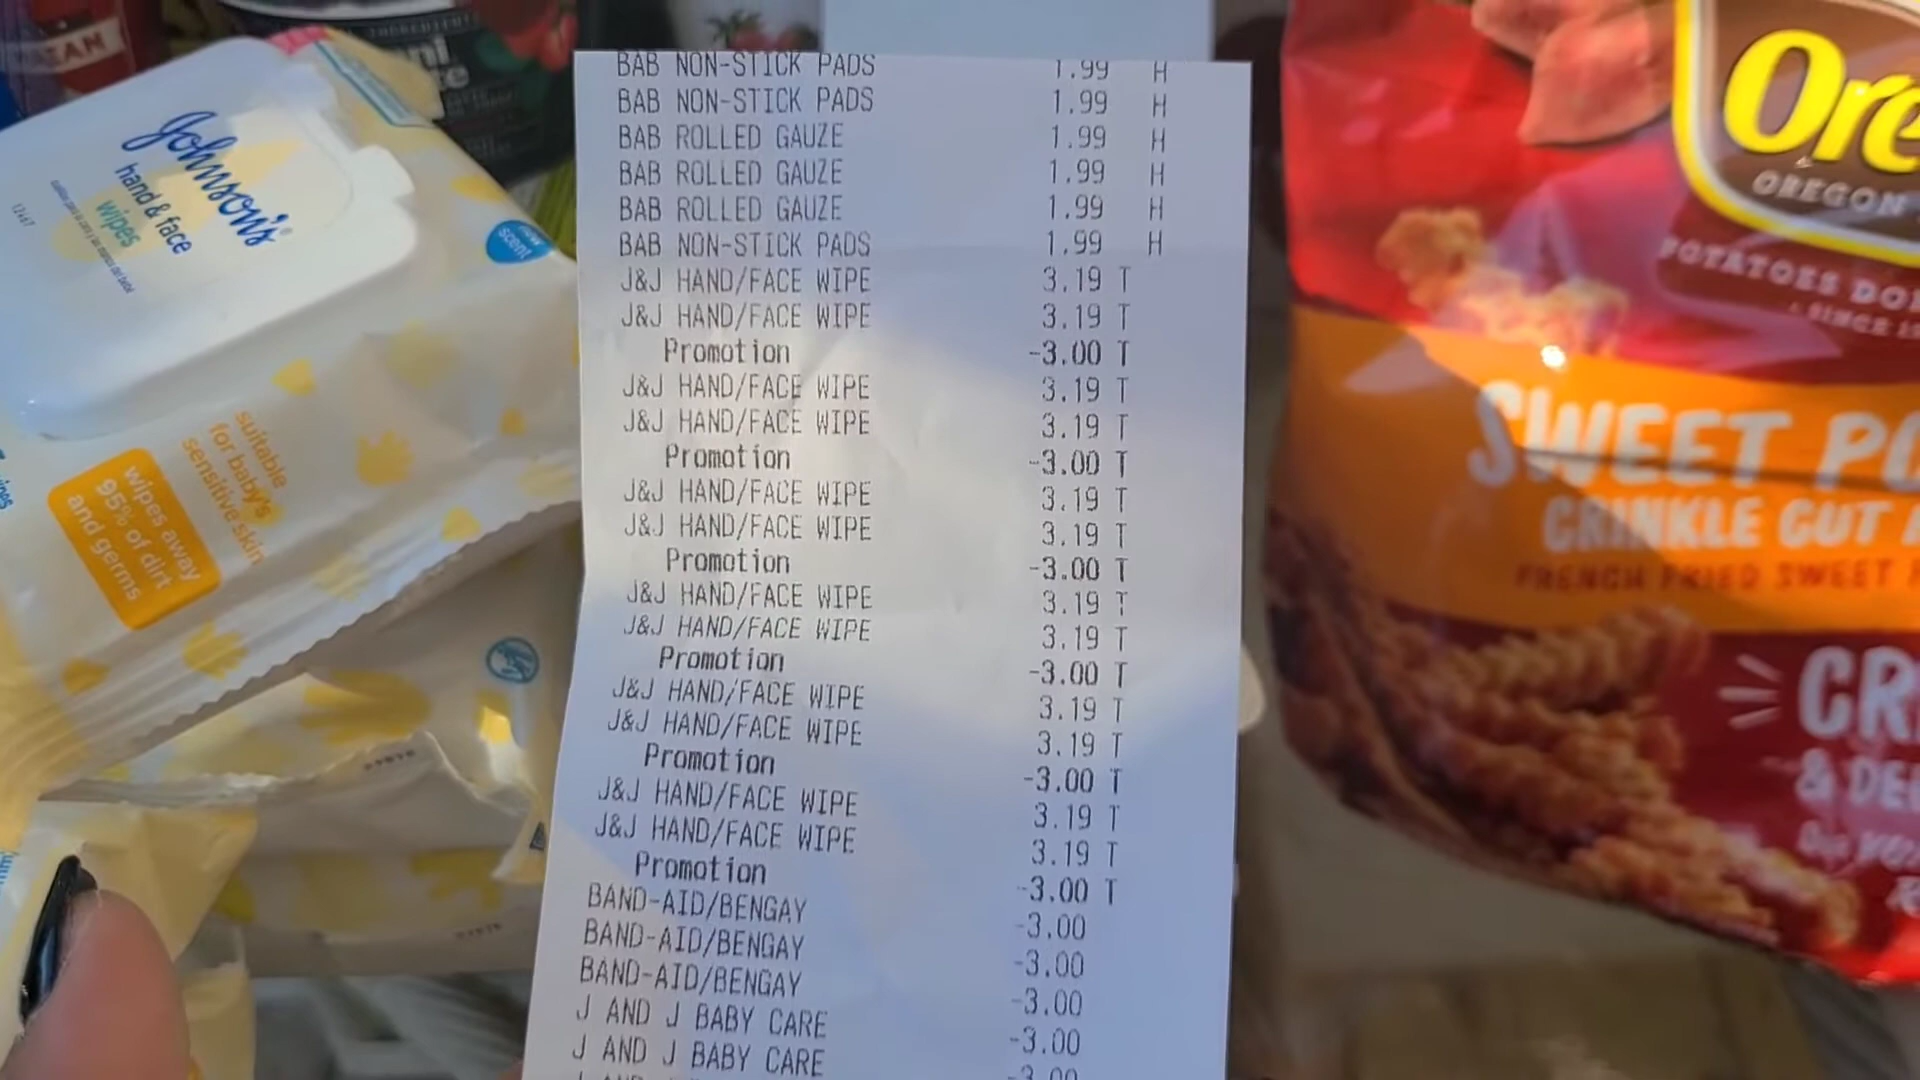 Johnson's®
hand & face
wipes
new
scent
suitable
for baby's
sensitive skin
wipes away
95% of dirt
and germs
BAB NON-STICK PADS 1.99 H
BAB NON-STICK PADS 1.99 H
BAB ROLLED GAUZE 1.99 H
BAB ROLLED GAUZE 1.99 H
BAB ROLLED GAUZE 1.99 H
BAB NON-STICK PADS 1.99 H
J&J HAND/FACE WIPE 3.19 T
J&J HAND/FACE WIPE 3.19 T
Promotion -3.00 T
J&J HAND/FACE WIPE 3.19 T
J&J HAND/FACE WIPE 3.19 T
Promotion -3.00 T
J&J HAND/FACE WIPE 3.19 T
J&J HAND/FACE WIPE 3.19 T
Promotion -3.00 T
J&J HAND/FACE WIPE 3.19 T
J&J HAND/FACE WIPE 3.19 T
Promotion -3.00 T
J&J HAND/FACE WIPE 3.19 T
J&J HAND/FACE WIPE 3.19 T
Promotion -3.00 T
J&J HAND/FACE WIPE 3.19 T
J&J HAND/FACE WIPE 3.19 T
Promotion -3.00 T
BAND-AID/BENGAY -3.00
BAND-AID/BENGAY -3.00
BAND-AID/BENGAY -3.00
J AND J BABY CARE -3.00
J AND J BABY CARE -3.00
Ore
OREGON
POTATOES
SINCE
SWEET
CRINKLE CUT
FRENCH FRIED SWEET
CR